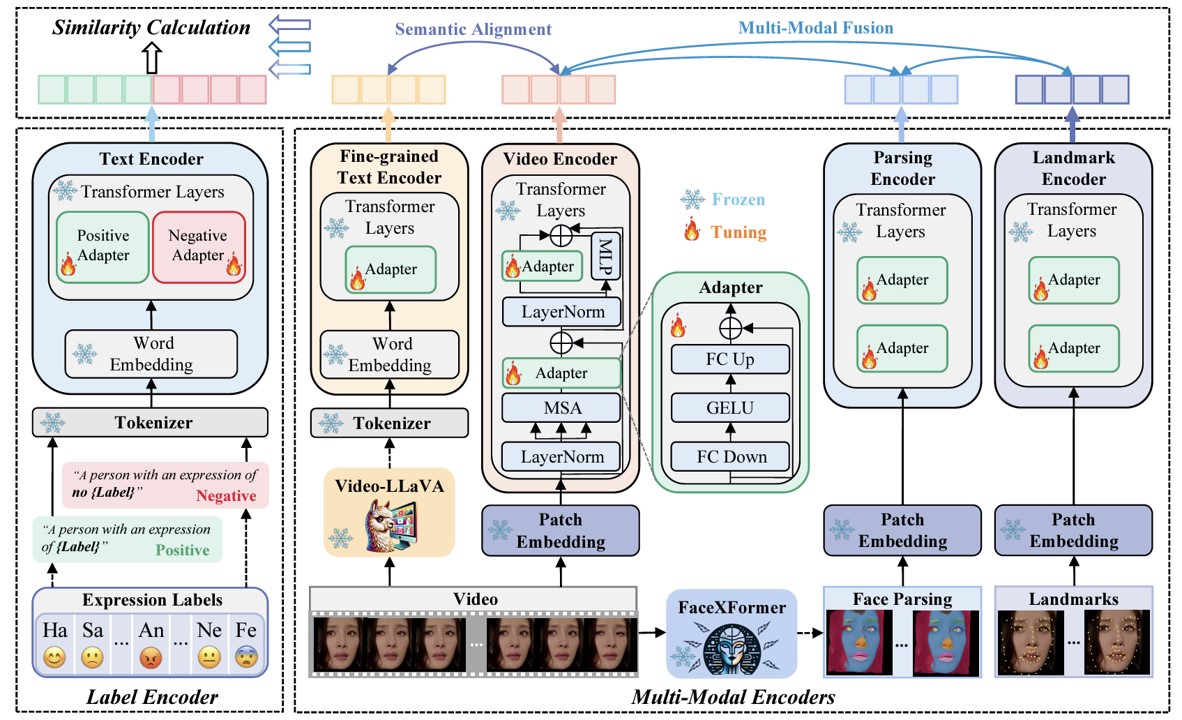 Similarity Calculation
Semantic Alignment
Multi-Modal Fusion
Text Encoder
Transformer Layers
Positive
Adapter
Negative
Adapter
Word
Embedding
Tokenizer
“A person with an expression of
no {Label}”
Negative
“A person with an expression
of {Label}”
Positive
Expression Labels
Ha Sa ... An ... Ne Fe
Label Encoder
Fine-grained
Text Encoder
Transformer
Layers
Adapter
Word
Embedding
Tokenizer
Video-LLaVA
Video Encoder
Transformer
Layers
Adapter
MLP
LayerNorm
Adapter
MSA
LayerNorm
Patch
Embedding
Video
...
Frozen
Tuning
Adapter
FC Up
GELU
FC Down
FaceXFormer
Parsing
Encoder
Transformer
Layers
Adapter
Adapter
Patch
Embedding
Face Parsing
...
Landmark
Encoder
Transformer
Layers
Adapter
Adapter
Patch
Embedding
Landmarks
...
Multi-Modal Encoders